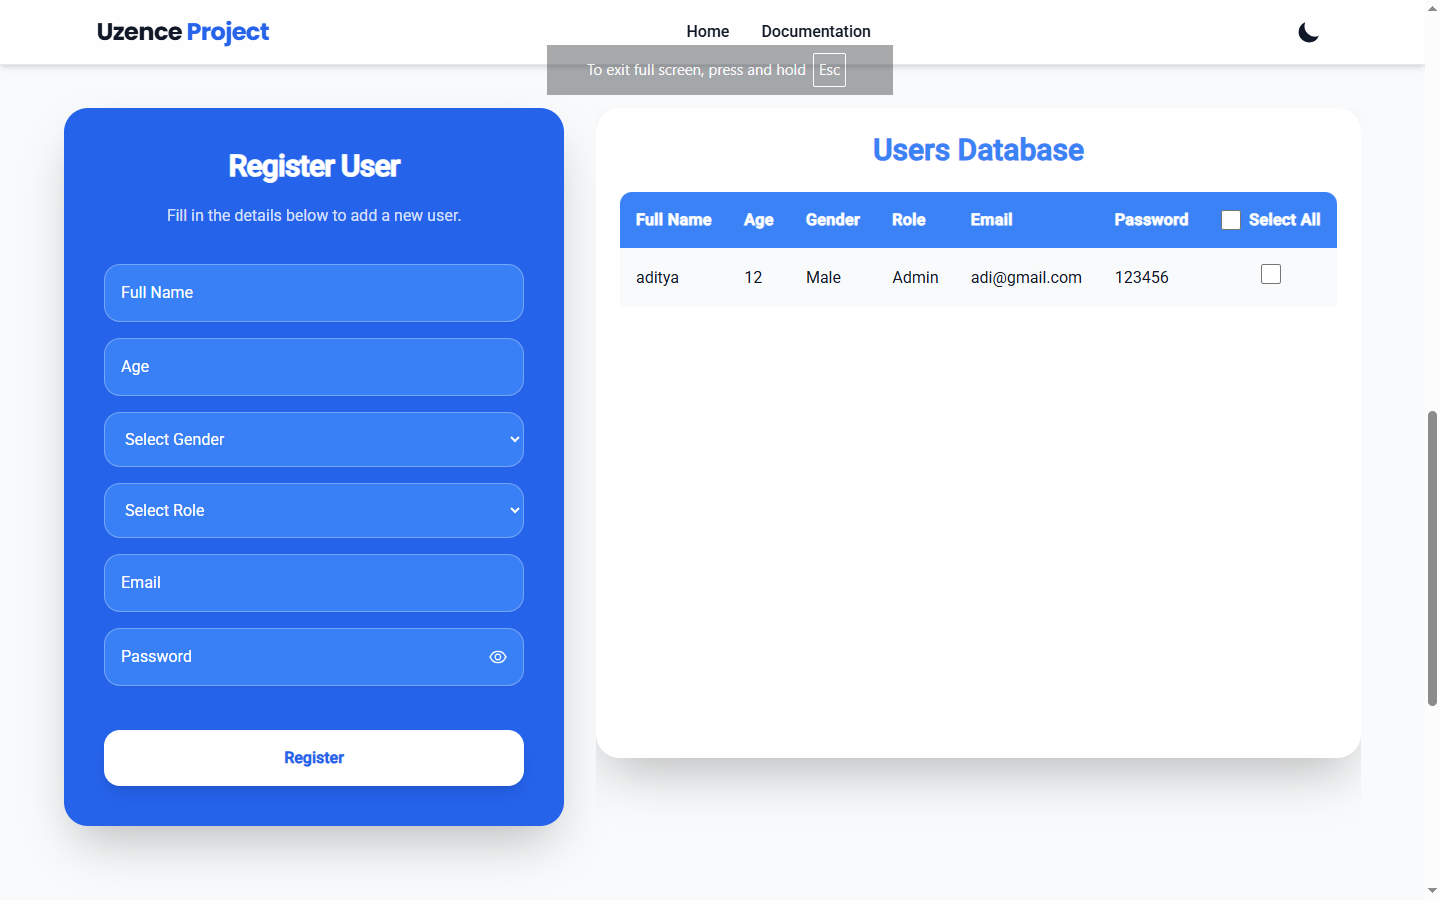 Uzence Project
Home Documentation
To exit full screen, press and hold Esc
Register User
Fill in the details below to add a new user.
Full Name
Age
Select Gender
Select Role
Email
Password
Register
Users Database
Full Name Age Gender Role Email Password Select All
aditya 12 Male Admin adi@gmail.com 123456